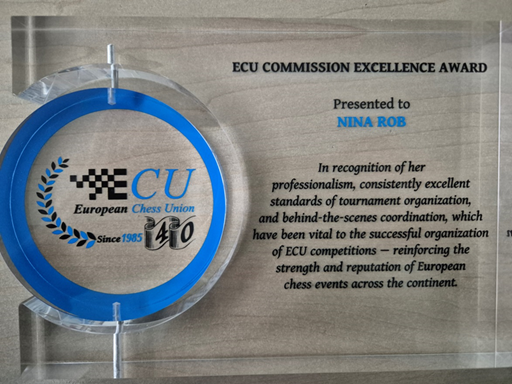 ECU COMMISSION EXCELLENCE AWARD
Presented to
NINA ROB
In recognition of her
professionalism, consistently excellent
standards of tournament organization,
and behind-the-scenes coordination, which
have been vital to the successful organization
of ECU competitions — reinforcing the
strength and reputation of European
chess events across the continent.
ECU
European Chess Union
Since 1985
40